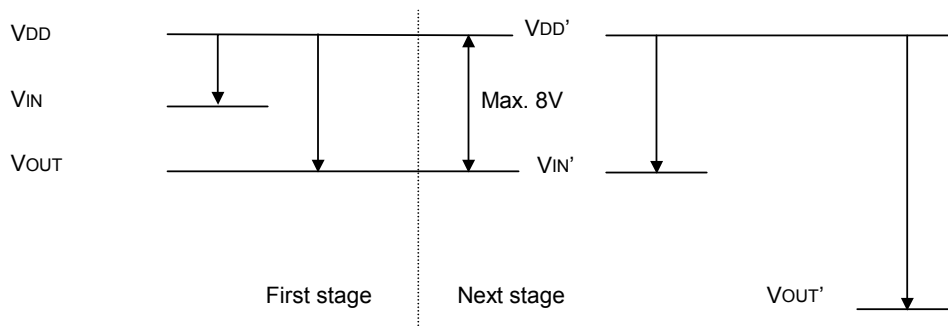 VDD
VDD’
VIN
Max. 8V
VOUT
VIN’
First stage
Next stage
VOUT’